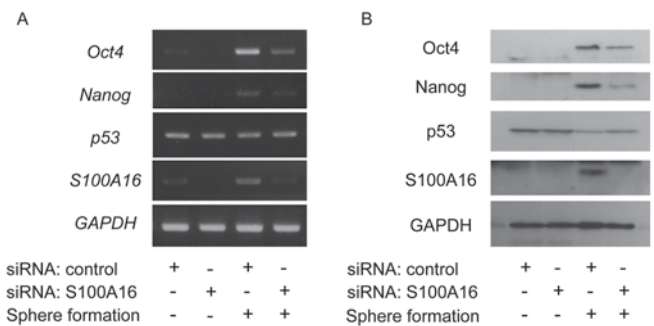 A
Oct4
Nanog
p53
S100A16
GAPDH
siRNA: control + - + -
siRNA: S100A16 - + - +
Sphere formation - - + +
B
Oct4
Nanog
p53
S100A16
GAPDH
siRNA: control + - + -
siRNA: S100A16 - + - +
Sphere formation - - + +